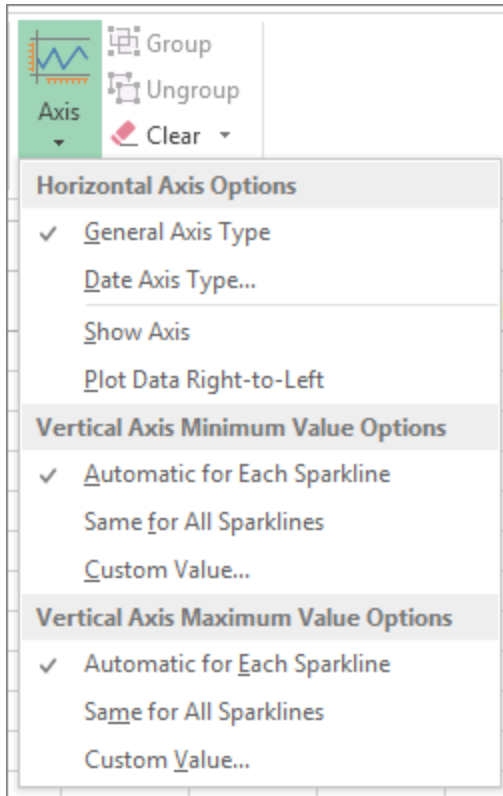 Group
Ungroup
Axis
Clear
Horizontal Axis Options
General Axis Type
Date Axis Type...
Show Axis
Plot Data Right-to-Left
Vertical Axis Minimum Value Options
Automatic for Each Sparkline
Same for All Sparklines
Custom Value...
Vertical Axis Maximum Value Options
Automatic for Each Sparkline
Same for All Sparklines
Custom Value...